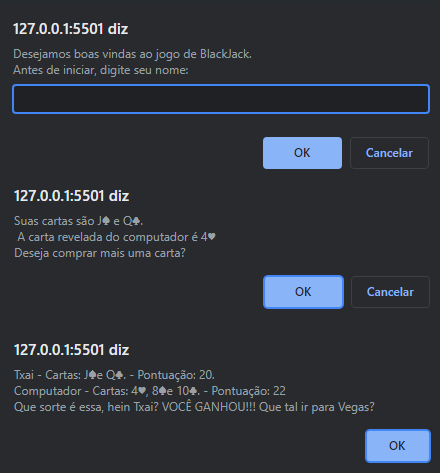 127.0.0.1:5501 diz
Desejamos boas vindas ao jogo de BlackJack.
Antes de iniciar, digite seu nome:
OK
Cancelar
127.0.0.1:5501 diz
Suas cartas são J♠ e Q♣.
A carta revelada do computador é 4♥
Deseja comprar mais uma carta?
OK
Cancelar
127.0.0.1:5501 diz
Txai - Cartas: J♠e Q♣. - Pontuação: 20.
Computador - Cartas: 4♥, 8♠e 10♣. - Pontuação: 22
Que sorte é essa, hein Txai? VOCÊ GANHOU!!! Que tal ir para Vegas?
OK